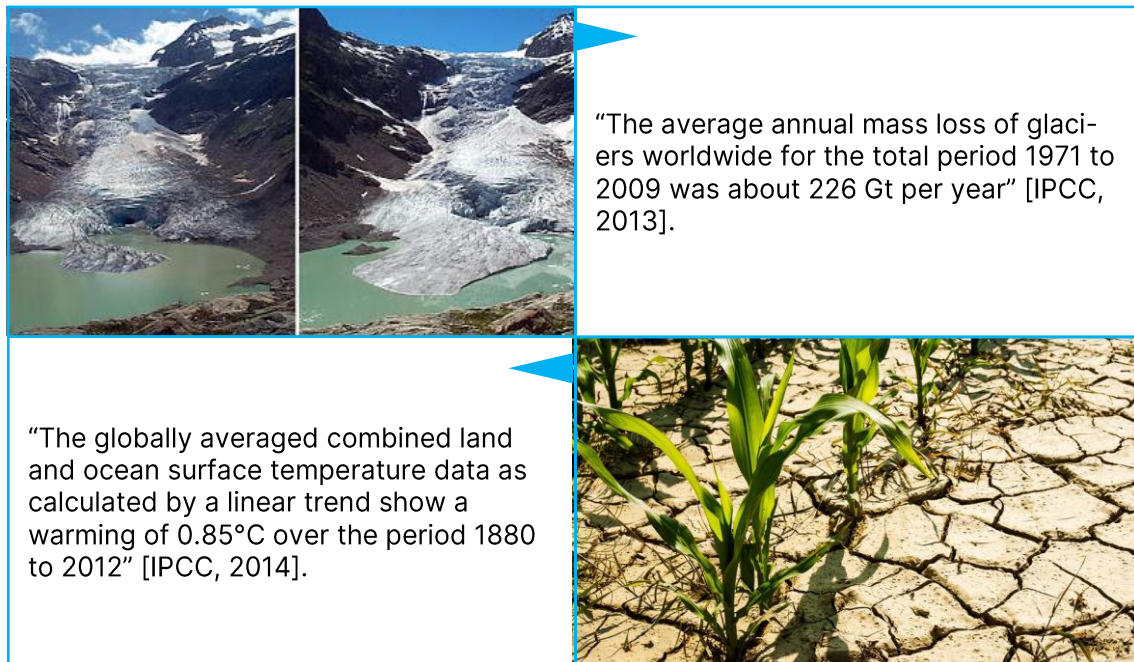 “The average annual mass loss of glaci-
ers worldwide for the total period 1971 to
2009 was about 226 Gt per year” [IPCC,
2013].
“The globally averaged combined land
and ocean surface temperature data as
calculated by a linear trend show a
warming of 0.85°C over the period 1880
to 2012” [IPCC, 2014].